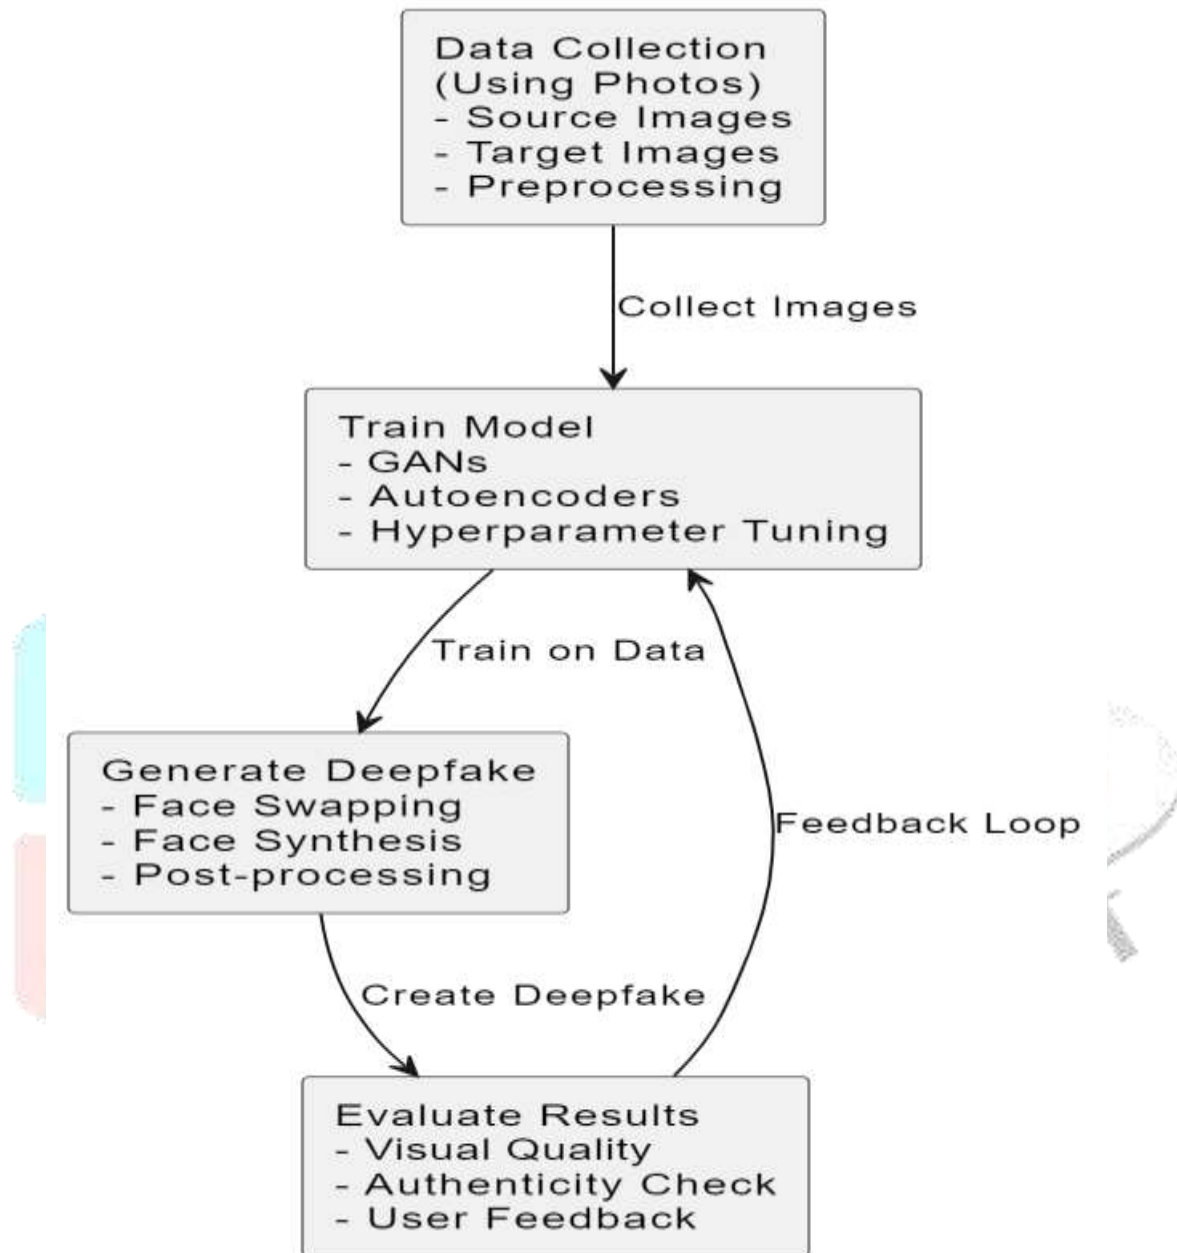 Data Collection
(Using Photos)
- Source Images
- Target Images
- Preprocessing
Collect Images
Train Model
- GANs
- Autoencoders
- Hyperparameter Tuning
Train on Data
Generate Deepfake
- Face Swapping
- Face Synthesis
- Post-processing
Feedback Loop
Create Deepfake
Evaluate Results
- Visual Quality
- Authenticity Check
- User Feedback